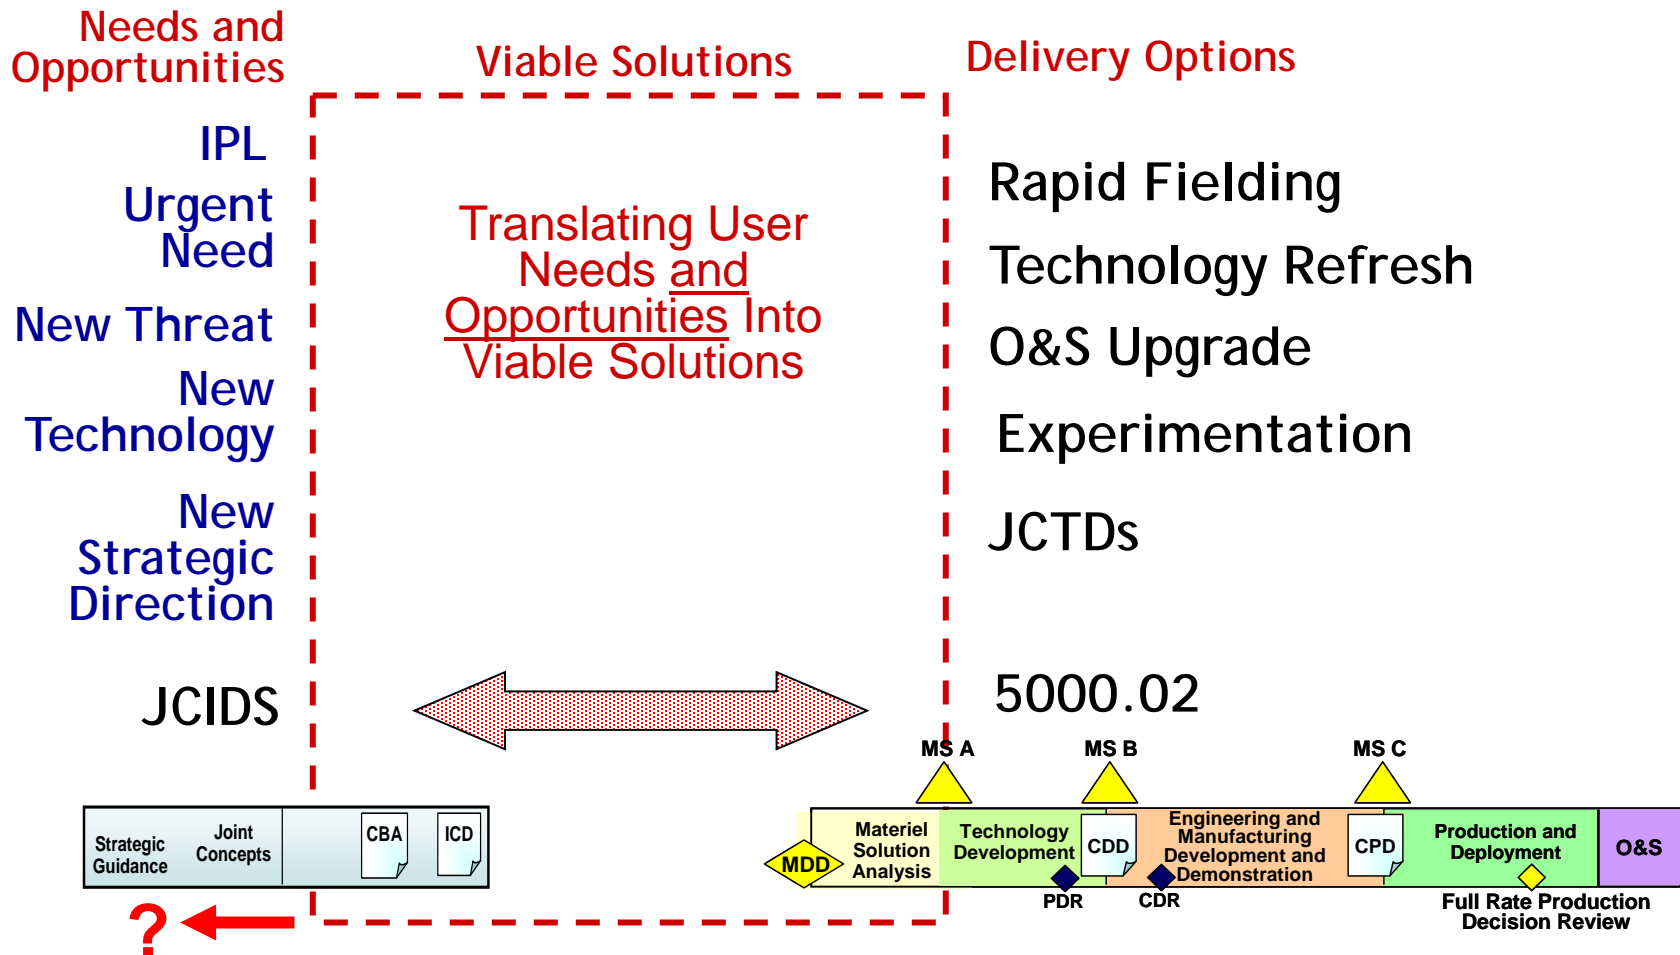 Needs and
Opportunities
Viable Solutions
Delivery Options
IPL
Urgent
Need
New Threat
New
Technology
New
Strategic
Direction
JCIDS
Translating User
Needs and
Opportunities Into
Viable Solutions
Rapid Fielding
Technology Refresh
O&S Upgrade
Experimentation
JCTDs
5000.02
MS A
MS B
MS C
Strategic
Guidance
Joint
Concepts
CBA
ICD
MDD
Materiel
Solution
Analysis
Technology
Development
CDD
Engineering and
Manufacturing
Development and
Demonstration
CPD
Production and
Deployment
O&S
PDR
CDR
Full Rate Production
Decision Review
?